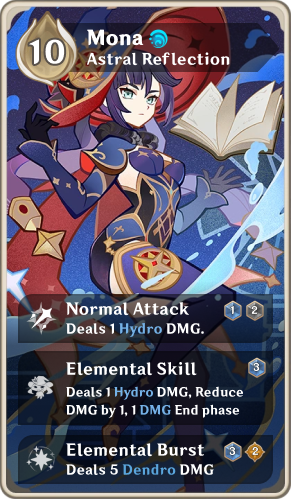 10
Mona
Astral Reflection
Normal Attack 1 2
Deals 1 Hydro DMG.
Elemental Skill 3
Deals 1 Hydro DMG, Reduce
DMG by 1, 1 DMG End phase
Elemental Burst 3 2
Deals 5 Dendro DMG